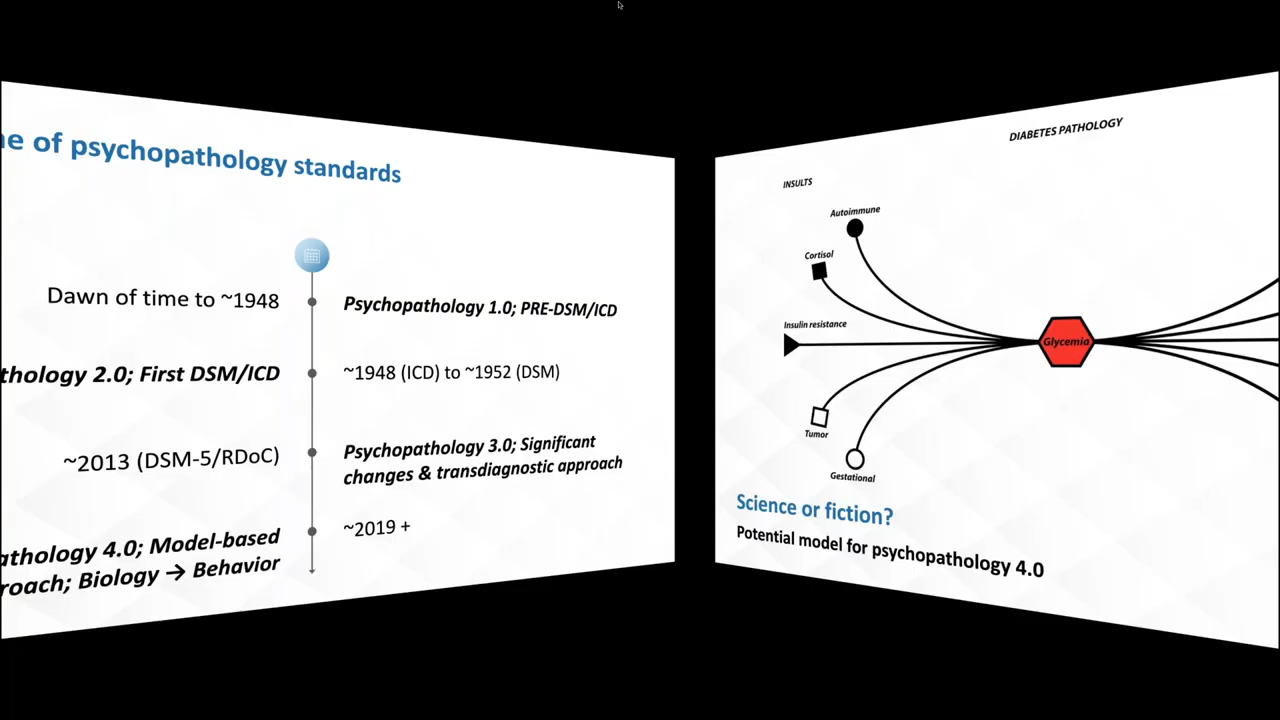 ne of psychopathology standards
Dawn of time to ~1948
Psychopathology 1.0; PRE-DSM/ICD
thology 2.0; First DSM/ICD
~1948 (ICD) to ~1952 (DSM)
~2013 (DSM-5/RDoC)
Psychopathology 3.0; Significant
changes & transdiagnostic approach
athology 4.0; Model-based
roach; Biology → Behavior
~2019 +
DIABETES PATHOLOGY
INSULTS
Autoimmune
Cortisol
Insulin resistance
Glycemia
Tumor
Gestational
Science or fiction?
Potential model for psychopathology 4.0